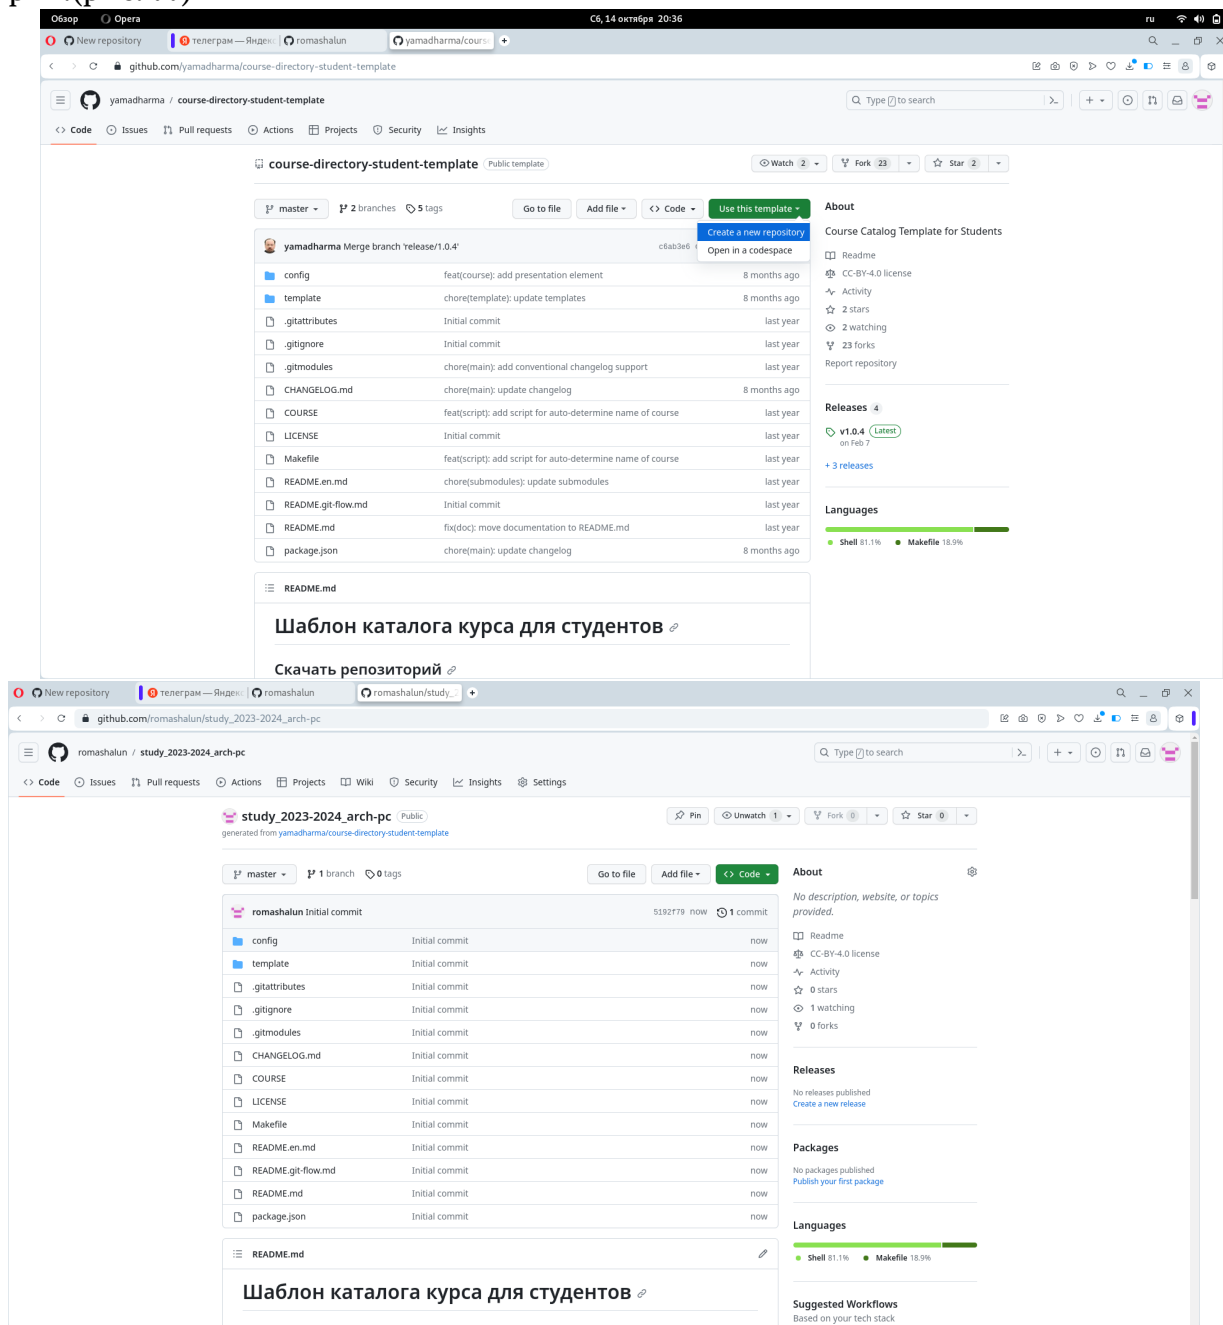 Обзор Opera Сб, 14 октября 20:36 ru
New repository телеграм — Яндекс romashalun yamadharma/cours
github.com/yamadharma/course-directory-student-template
yamadharma / course-directory-student-template Type / to search
Code Issues Pull requests Actions Projects Security Insights
course-directory-student-template Public template Watch 2 Fork 23 Star 2
master 2 branches 5 tags Go to file Add file Code Use this template
Create a new repository
Open in a codespace
yamadharma Merge branch 'release/1.0.4' c6ab3e6
config feat(course): add presentation element 8 months ago
template chore(template): update templates 8 months ago
.gitattributes Initial commit last year
.gitignore Initial commit last year
.gitmodules chore(main): add conventional changelog support last year
CHANGELOG.md chore(main): update changelog 8 months ago
COURSE feat(script): add script for auto-determine name of course last year
LICENSE Initial commit last year
Makefile feat(script): add script for auto-determine name of course last year
README.en.md chore(submodules): update submodules last year
README.git-flow.md Initial commit last year
README.md fix(doc): move documentation to README.md last year
package.json chore(main): update changelog 8 months ago
README.md
Шаблон каталога курса для студентов
Скачать репозиторий
About
Course Catalog Template for Students
Readme
CC-BY-4.0 license
Activity
2 stars
2 watching
23 forks
Report repository
Releases 4
v1.0.4 Latest
on Feb 7
+ 3 releases
Languages
Shell 81.1% Makefile 18.9%
New repository телеграм — Яндекс romashalun romashalun/study_2
github.com/romashalun/study_2023-2024_arch-pc
romashalun / study_2023-2024_arch-pc Type / to search
Code Issues Pull requests Actions Projects Wiki Security Insights Settings
study_2023-2024_arch-pc Public Pin Unwatch 1 Fork 0 Star 0
generated from yamadharma/course-directory-student-template
master 1 branch 0 tags Go to file Add file Code
romashalun Initial commit 5192f79 now 1 commit
config Initial commit now
template Initial commit now
.gitattributes Initial commit now
.gitignore Initial commit now
.gitmodules Initial commit now
CHANGELOG.md Initial commit now
COURSE Initial commit now
LICENSE Initial commit now
Makefile Initial commit now
README.en.md Initial commit now
README.git-flow.md Initial commit now
README.md Initial commit now
package.json Initial commit now
README.md
Шаблон каталога курса для студентов
About
No description, website, or topics
provided.
Readme
CC-BY-4.0 license
Activity
0 stars
1 watching
0 forks
Releases
No releases published
Create a new release
Packages
No packages published
Publish your first package
Languages
Shell 81.1% Makefile 18.9%
Suggested Workflows
Based on your tech stack